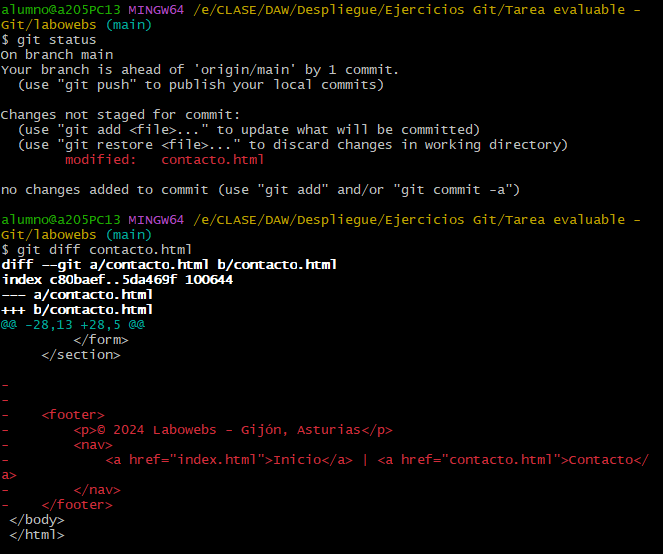 alumno@a205PC13 MINGW64 /e/CLASE/DAW/Despliegue/Ejercicios Git/Tarea evaluable -
Git/labowebs (main)
$ git status
On branch main
Your branch is ahead of 'origin/main' by 1 commit.
  (use "git push" to publish your local commits)

Changes not staged for commit:
  (use "git add <file>..." to update what will be committed)
  (use "git restore <file>..." to discard changes in working directory)
        modified:   contacto.html

no changes added to commit (use "git add" and/or "git commit -a")

alumno@a205PC13 MINGW64 /e/CLASE/DAW/Despliegue/Ejercicios Git/Tarea evaluable -
Git/labowebs (main)
$ git diff contacto.html
diff --git a/contacto.html b/contacto.html
index c80baef..5da469f 100644
--- a/contacto.html
+++ b/contacto.html
@@ -28,13 +28,5 @@
         </form>
     </section>

-
-
-    <footer>
-        <p>© 2024 Labowebs - Gijón, Asturias</p>
-        <nav>
-            <a href="index.html">Inicio</a> | <a href="contacto.html">Contacto</
a>
-        </nav>
-    </footer>
 </body>
 </html>